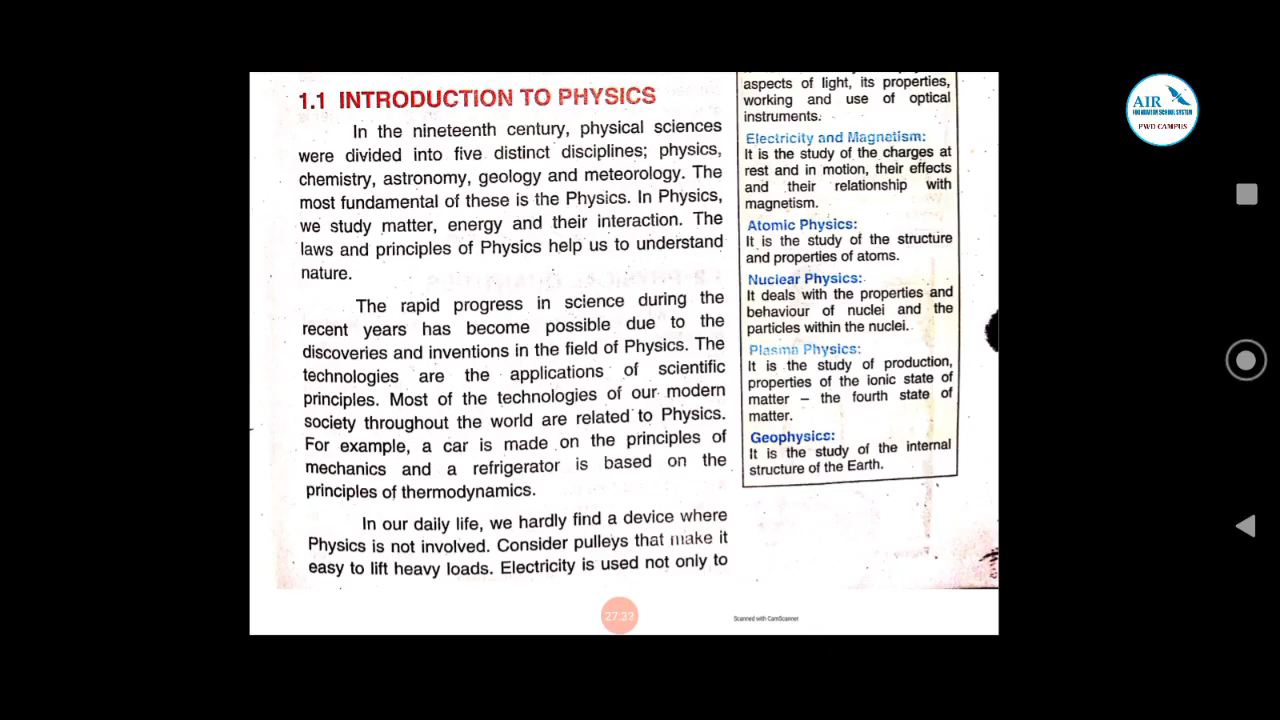 1.1 INTRODUCTION TO PHYSICS
In the nineteenth century, physical sciences
were divided into five distinct disciplines; physics,
chemistry, astronomy, geology and meteorology. The
most fundamental of these is the Physics. In Physics,
we study matter, energy and their interaction. The
laws and principles of Physics help us to understand
nature.
The rapid progress in science during the
recent years has become possible due to the
discoveries and inventions in the field of Physics. The
technologies are the applications of scientific
principles. Most of the technologies of our modern
society throughout the world are related to Physics.
For example, a car is made on the principles of
mechanics and a refrigerator is based on the
principles of thermodynamics.
In our daily life, we hardly find a device where
Physics is not involved. Consider pulleys that make it
easy to lift heavy loads. Electricity is used not only to
aspects of light, its properties,
working and use of optical
instruments.
Electricity and Magnetism:
It is the study of the charges at
rest and in motion, their effects
and their relationship with
magnetism.
Atomic Physics:
It is the study of the structure
and properties of atoms.
Nuclear Physics:
It deals with the properties and
behaviour of nuclei and the
particles within the nuclei.
Plasma Physics:
It is the study of production,
properties of the ionic state of
matter – the fourth state of
matter.
Geophysics:
It is the study of the internal
structure of the Earth.
27:32
Scanned with CamScanner
AIR
FOUNDATION SCHOOL SYSTEM
PWD CAMPUS